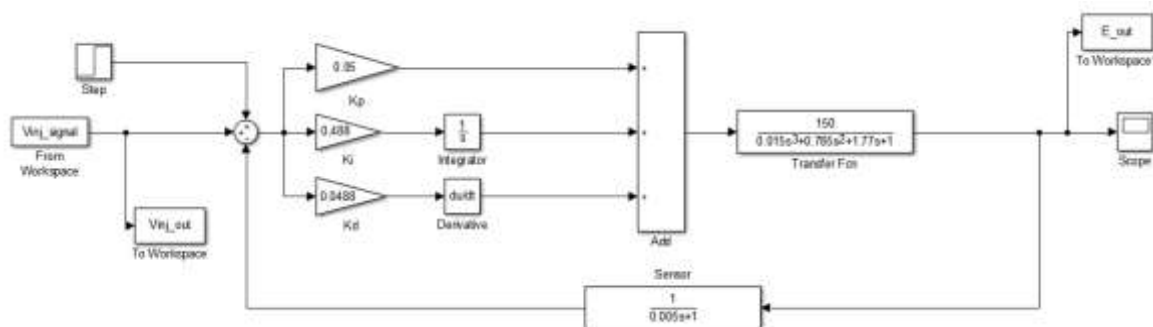 Step
Vinj_signal
From
Workspace
Vinj_out
To Workspace
0.05
Kp
0.488
Ki
0.0488
Kd
1
s
Integrator
du/dt
Derivative
Add
150
0.015s3+0.765s2+1.77s+1
Transfer Fcn
E_out
To Workspace
Scope
Sensor
1
0.005s+1